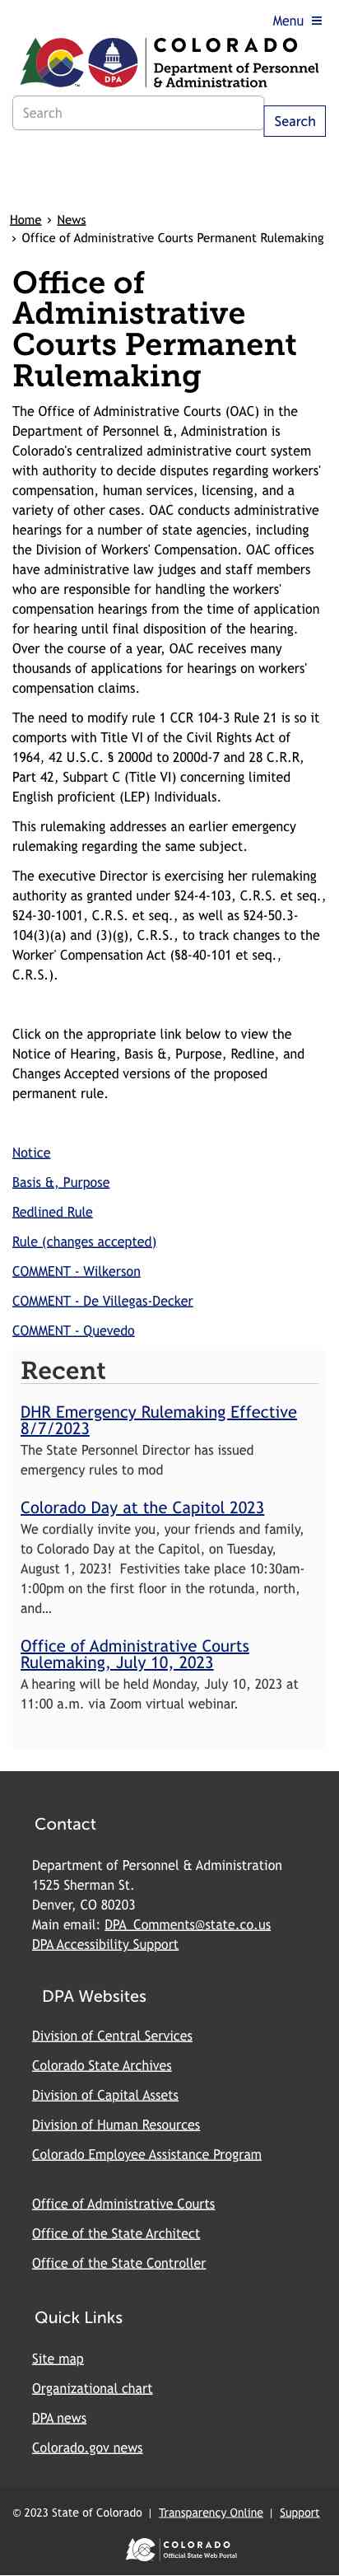 Menu ≡
COLORADO
Department of Personnel
& Administration
DPA
Search
Search
Home › News
› Office of Administrative Courts Permanent Rulemaking
Office of
Administrative
Courts Permanent
Rulemaking
The Office of Administrative Courts (OAC) in the
Department of Personnel &, Administration is
Colorado's centralized administrative court system
with authority to decide disputes regarding workers'
compensation, human services, licensing, and a
variety of other cases. OAC conducts administrative
hearings for a number of state agencies, including
the Division of Workers' Compensation. OAC offices
have administrative law judges and staff members
who are responsible for handling the workers'
compensation hearings from the time of application
for hearing until final disposition of the hearing.
Over the course of a year, OAC receives many
thousands of applications for hearings on workers'
compensation claims.
The need to modify rule 1 CCR 104-3 Rule 21 is so it
comports with Title VI of the Civil Rights Act of
1964, 42 U.S.C. § 2000d to 2000d-7 and 28 C.R.R,
Part 42, Subpart C (Title VI) concerning limited
English proficient (LEP) Individuals.
This rulemaking addresses an earlier emergency
rulemaking regarding the same subject.
The executive Director is exercising her rulemaking
authority as granted under §24-4-103, C.R.S. et seq.,
§24-30-1001, C.R.S. et seq., as well as §24-50.3-
104(3)(a) and (3)(g), C.R.S., to track changes to the
Worker' Compensation Act (§8-40-101 et seq.,
C.R.S.).
Click on the appropriate link below to view the
Notice of Hearing, Basis &, Purpose, Redline, and
Changes Accepted versions of the proposed
permanent rule.
Notice
Basis &, Purpose
Redlined Rule
Rule (changes accepted)
COMMENT - Wilkerson
COMMENT - De Villegas-Decker
COMMENT - Quevedo
Recent
DHR Emergency Rulemaking Effective
8/7/2023
The State Personnel Director has issued
emergency rules to mod
Colorado Day at the Capitol 2023
We cordially invite you, your friends and family,
to Colorado Day at the Capitol, on Tuesday,
August 1, 2023!  Festivities take place 10:30am-
1:00pm on the first floor in the rotunda, north,
and…
Office of Administrative Courts
Rulemaking, July 10, 2023
A hearing will be held Monday, July 10, 2023 at
11:00 a.m. via Zoom virtual webinar.
Contact
Department of Personnel & Administration
1525 Sherman St.
Denver, CO 80203
Main email: DPA_Comments@state.co.us
DPA Accessibility Support
DPA Websites
Division of Central Services
Colorado State Archives
Division of Capital Assets
Division of Human Resources
Colorado Employee Assistance Program
Office of Administrative Courts
Office of the State Architect
Office of the State Controller
Quick Links
Site map
Organizational chart
DPA news
Colorado.gov news
© 2023 State of Colorado | Transparency Online | Support
COLORADO
Official State Web Portal